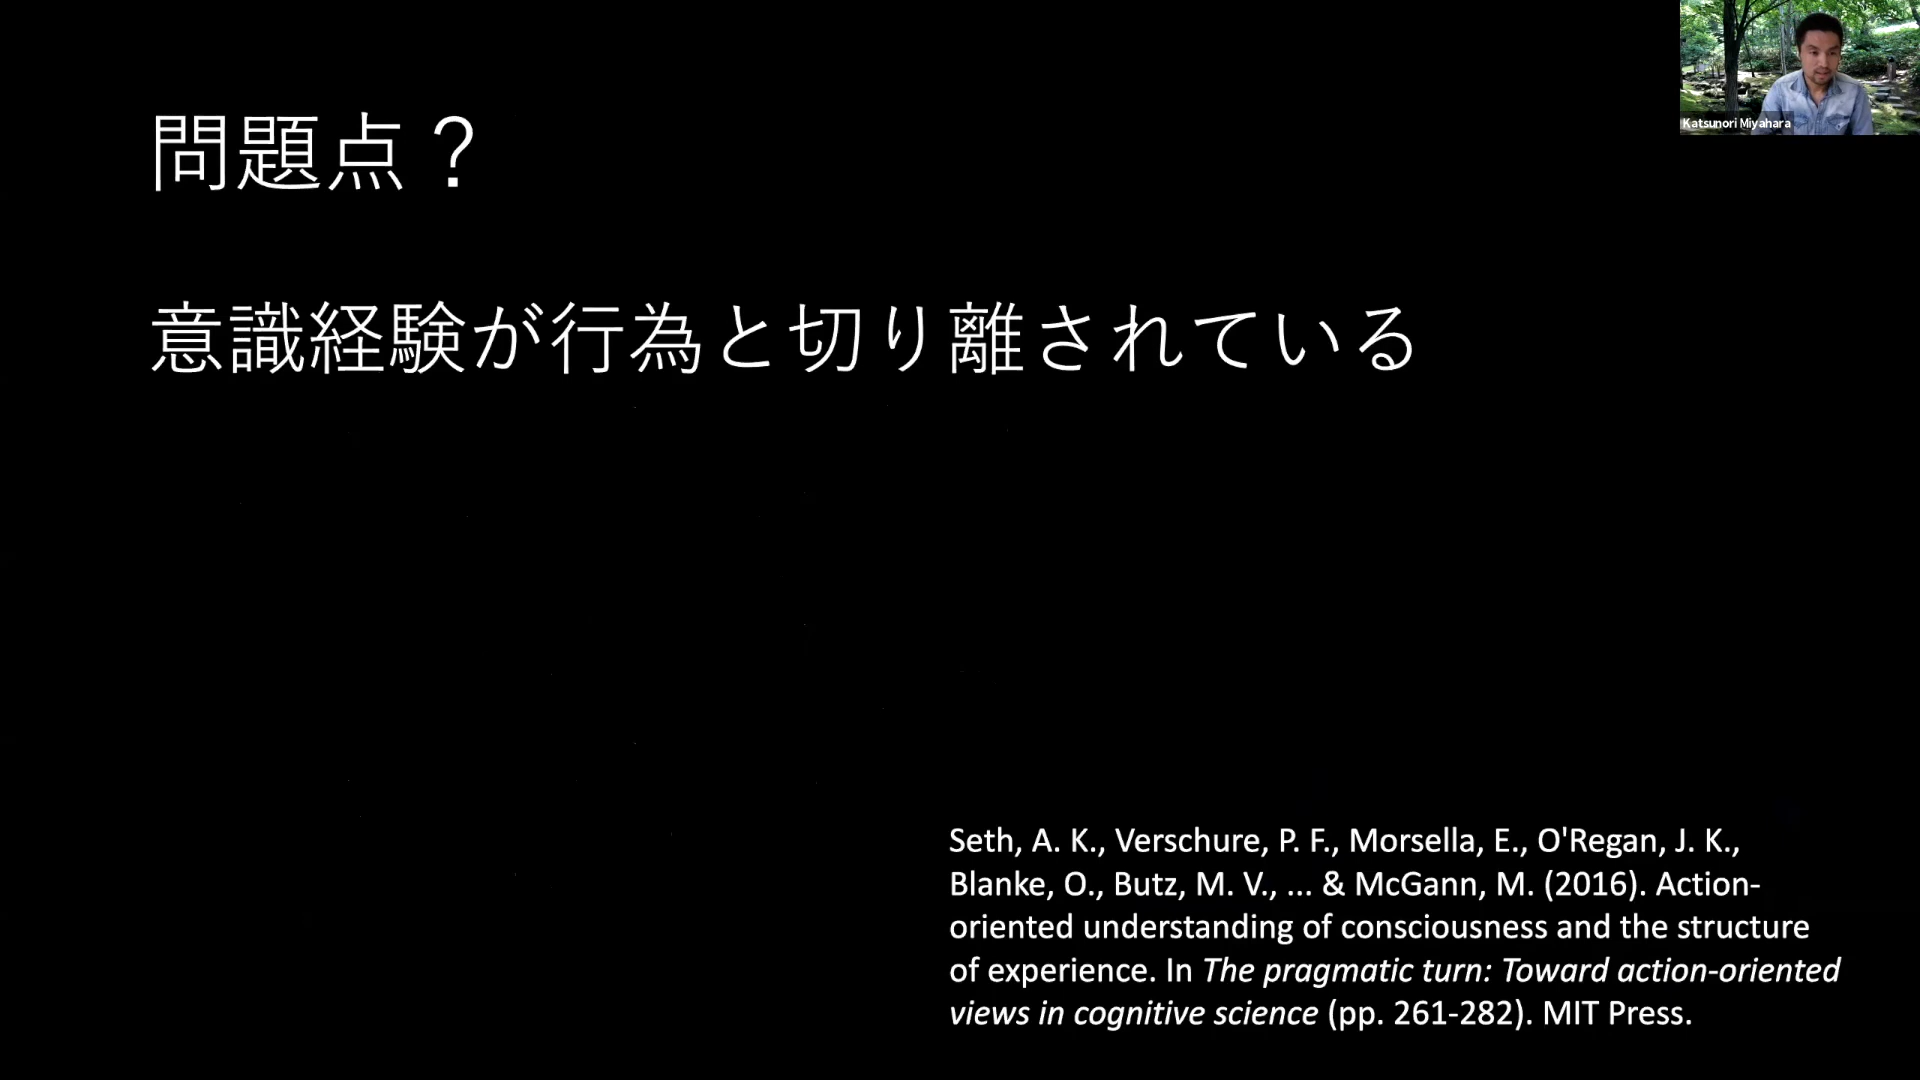 問題点？
意識経験が行為と切り離されている
Katsunori Miyahara
Seth, A. K., Verschure, P. F., Morsella, E., O'Regan, J. K.,
Blanke, O., Butz, M. V., ... & McGann, M. (2016). Action-
oriented understanding of consciousness and the structure
of experience. In The pragmatic turn: Toward action-oriented
views in cognitive science (pp. 261-282). MIT Press.